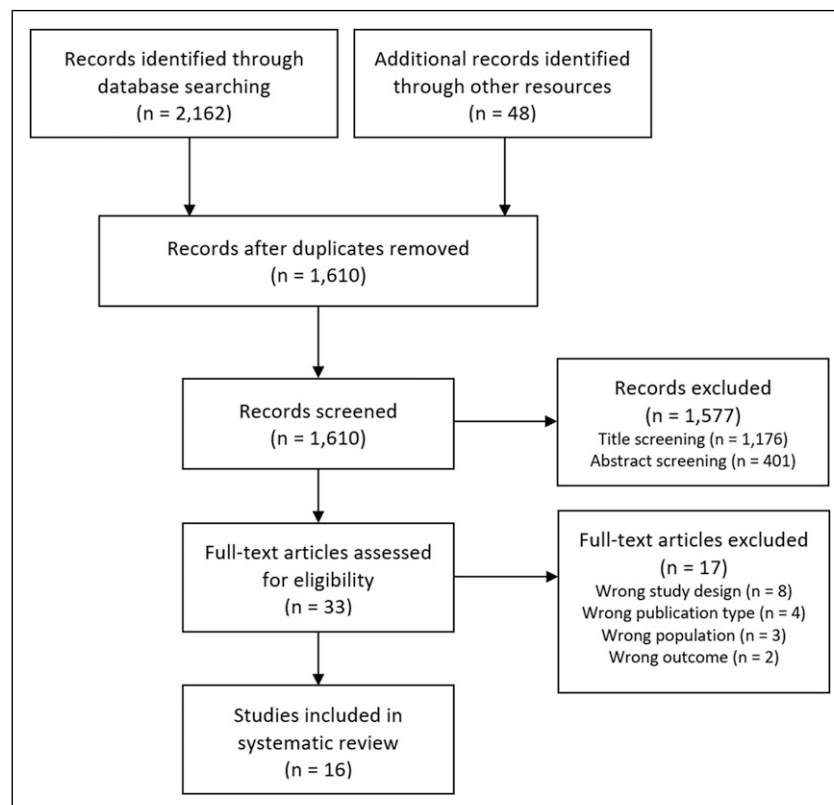 Records identified through
database searching
(n = 2,162)
Additional records identified
through other resources
(n = 48)
Records after duplicates removed
(n = 1,610)
Records screened
(n = 1,610)
Records excluded
(n = 1,577)
Title screening (n = 1,176)
Abstract screening (n = 401)
Full-text articles assessed
for eligibility
(n = 33)
Full-text articles excluded
(n = 17)
Wrong study design (n = 8)
Wrong publication type (n = 4)
Wrong population (n = 3)
Wrong outcome (n = 2)
Studies included in
systematic review
(n = 16)